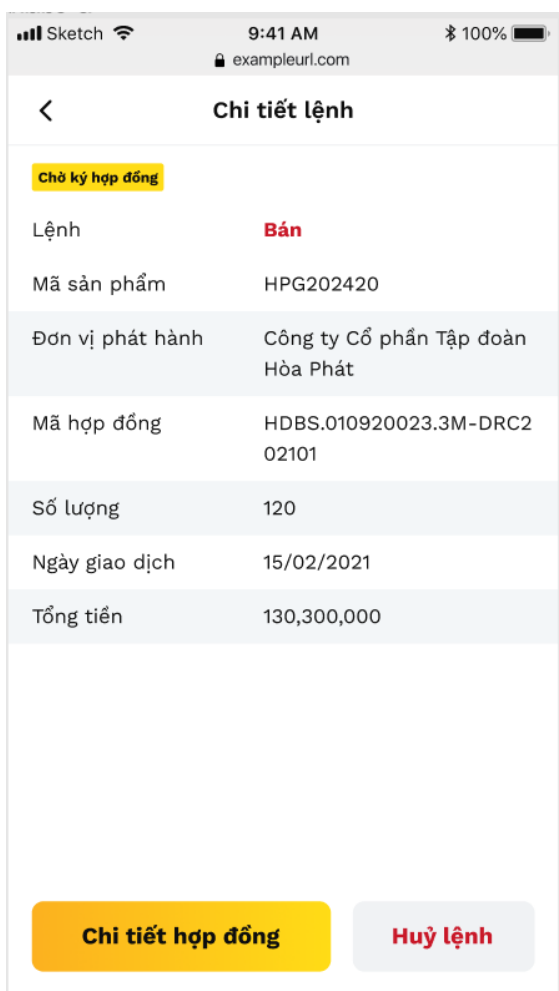 Sketch 9:41 AM 100%
exampleurl.com
Chi tiết lệnh
Chờ ký hợp đồng
Lệnh Bán
Mã sản phẩm HPG202420
Đơn vị phát hành Công ty Cổ phần Tập đoàn
Hòa Phát
Mã hợp đồng HDBS.010920023.3M-DRC2
02101
Số lượng 120
Ngày giao dịch 15/02/2021
Tổng tiền 130,300,000
Chi tiết hợp đồng Huỷ lệnh